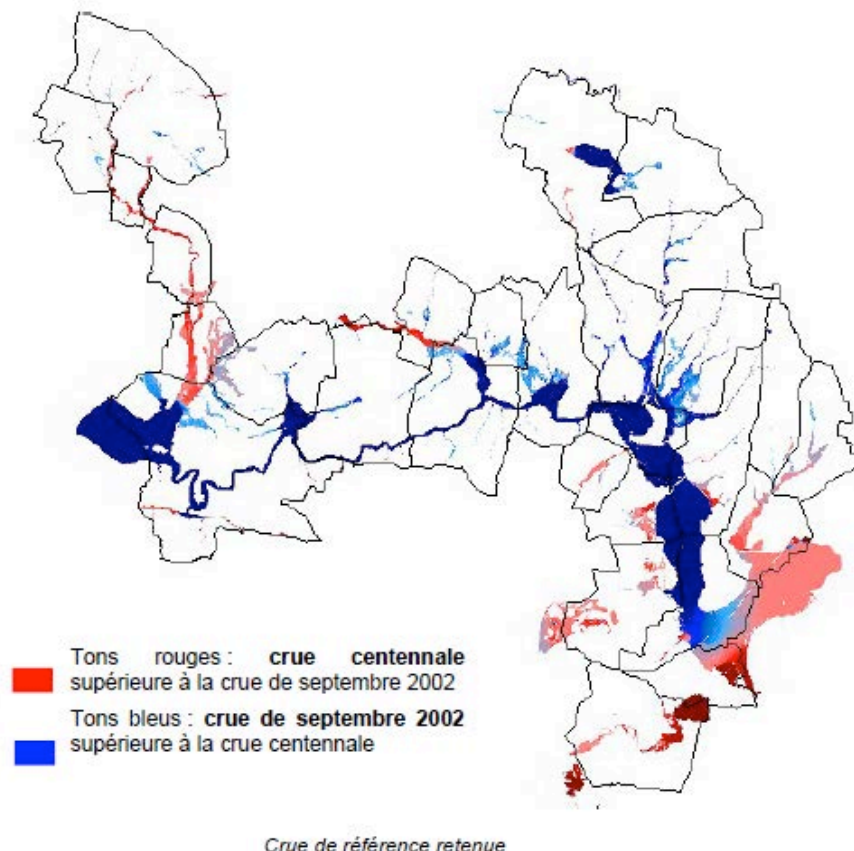 Tons rouges : crue centennale
supérieure à la crue de septembre 2002
Tons bleus : crue de septembre 2002
supérieure à la crue centennale
Crue de référence retenue